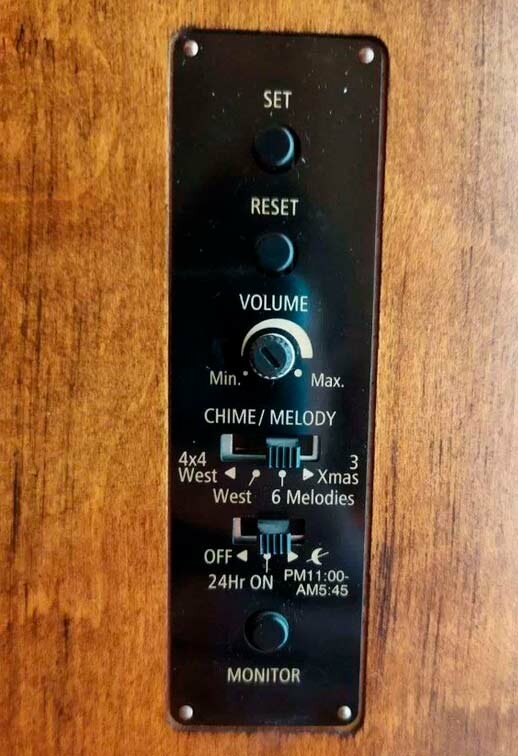 SET
RESET
VOLUME
Min. Max.
CHIME/ MELODY
4x4 3
West Xmas
West 6 Melodies
OFF
24Hr ON PM11:00-
AM5:45
MONITOR